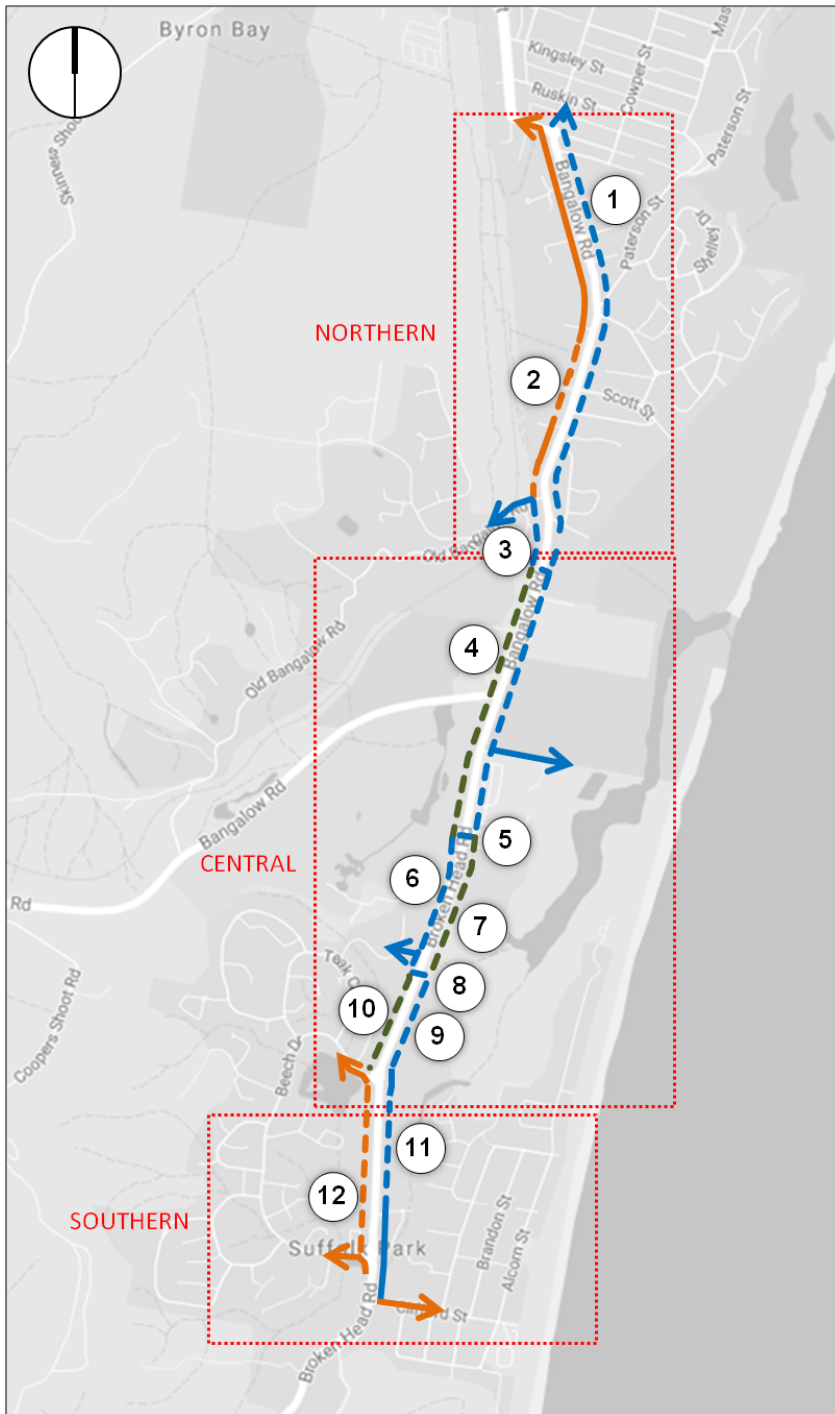 Byron Bay
Kingsley St
Ruskin St
Cowper St
Paterson St
Skinners Shoot
Bangalow Rd
1
Paterson St
Shelley Dr
NORTHERN
2
Scott St
Old Bangalow Rd
3
Bangalow Rd
4
Old Bangalow Rd
Bangalow Rd
5
CENTRAL
6
Broken Head Rd
Rd
7
Teak C
8
10
9
Coopers Shoot Rd
Beech D
11
12
SOUTHERN
Suffolk Park
Brandon St
Alcorn St
Clifford St
Broken Head Rd